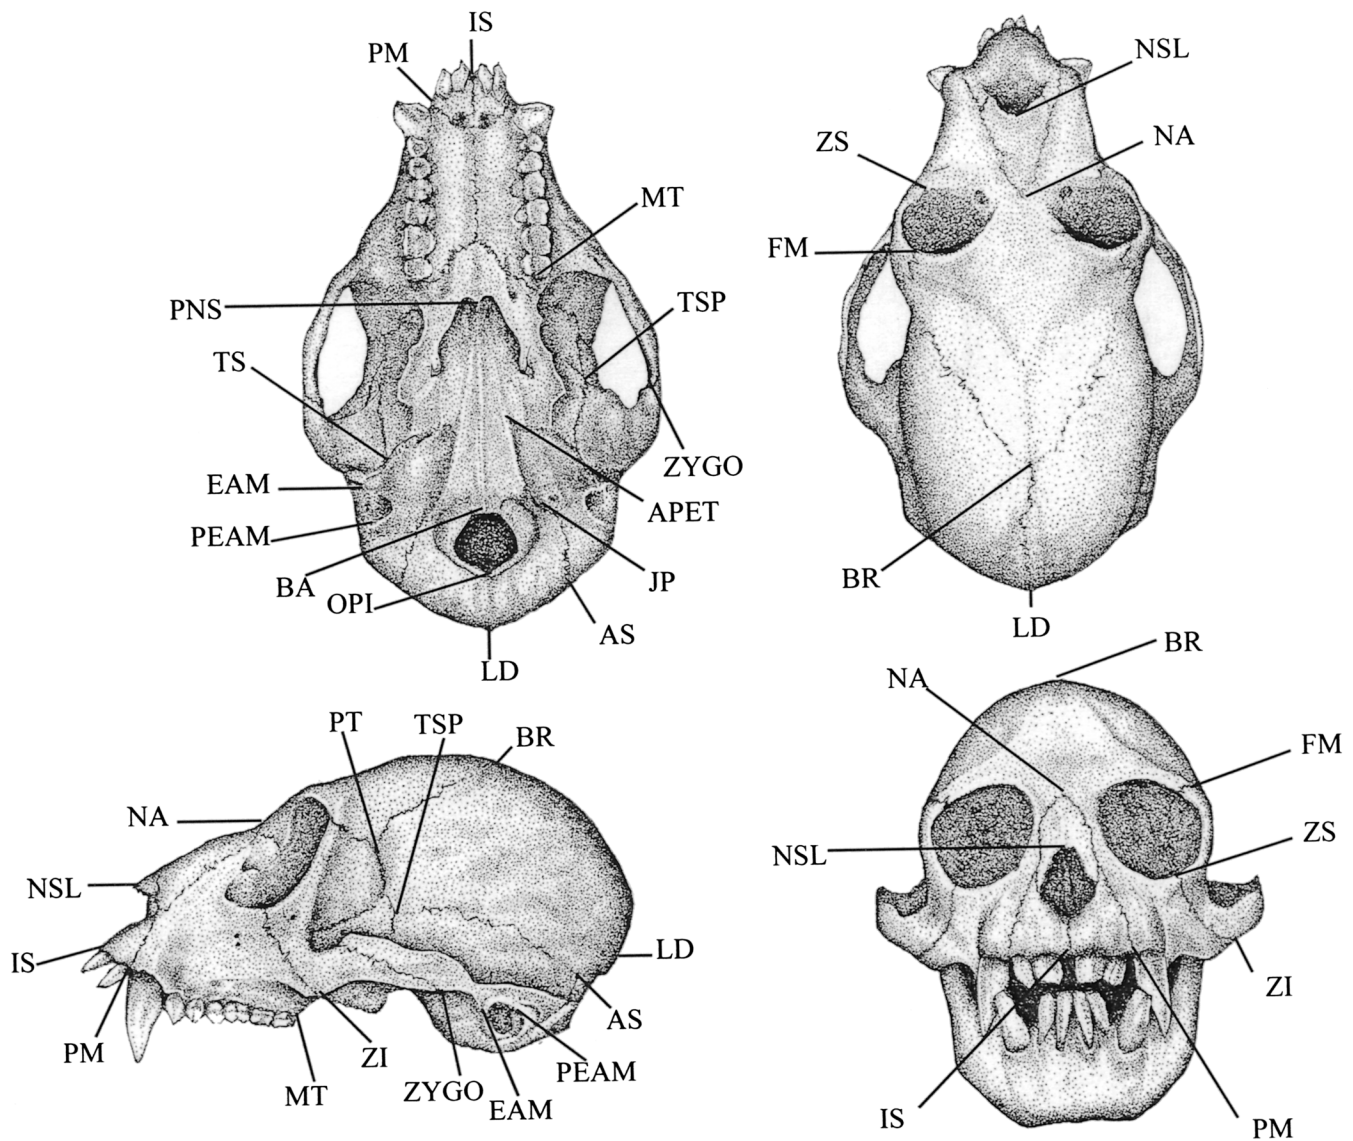 IS
PM
MT
PNS
TSP
TS
ZYGO
EAM
APET
PEAM
BA
JP
OPI
AS
LD
NSL
NA
ZS
FM
BR
LD
PT
TSP
BR
NA
NSL
IS
LD
AS
PM
ZI
PEAM
MT
ZYGO
EAM
BR
NA
FM
NSL
ZS
ZI
IS
PM